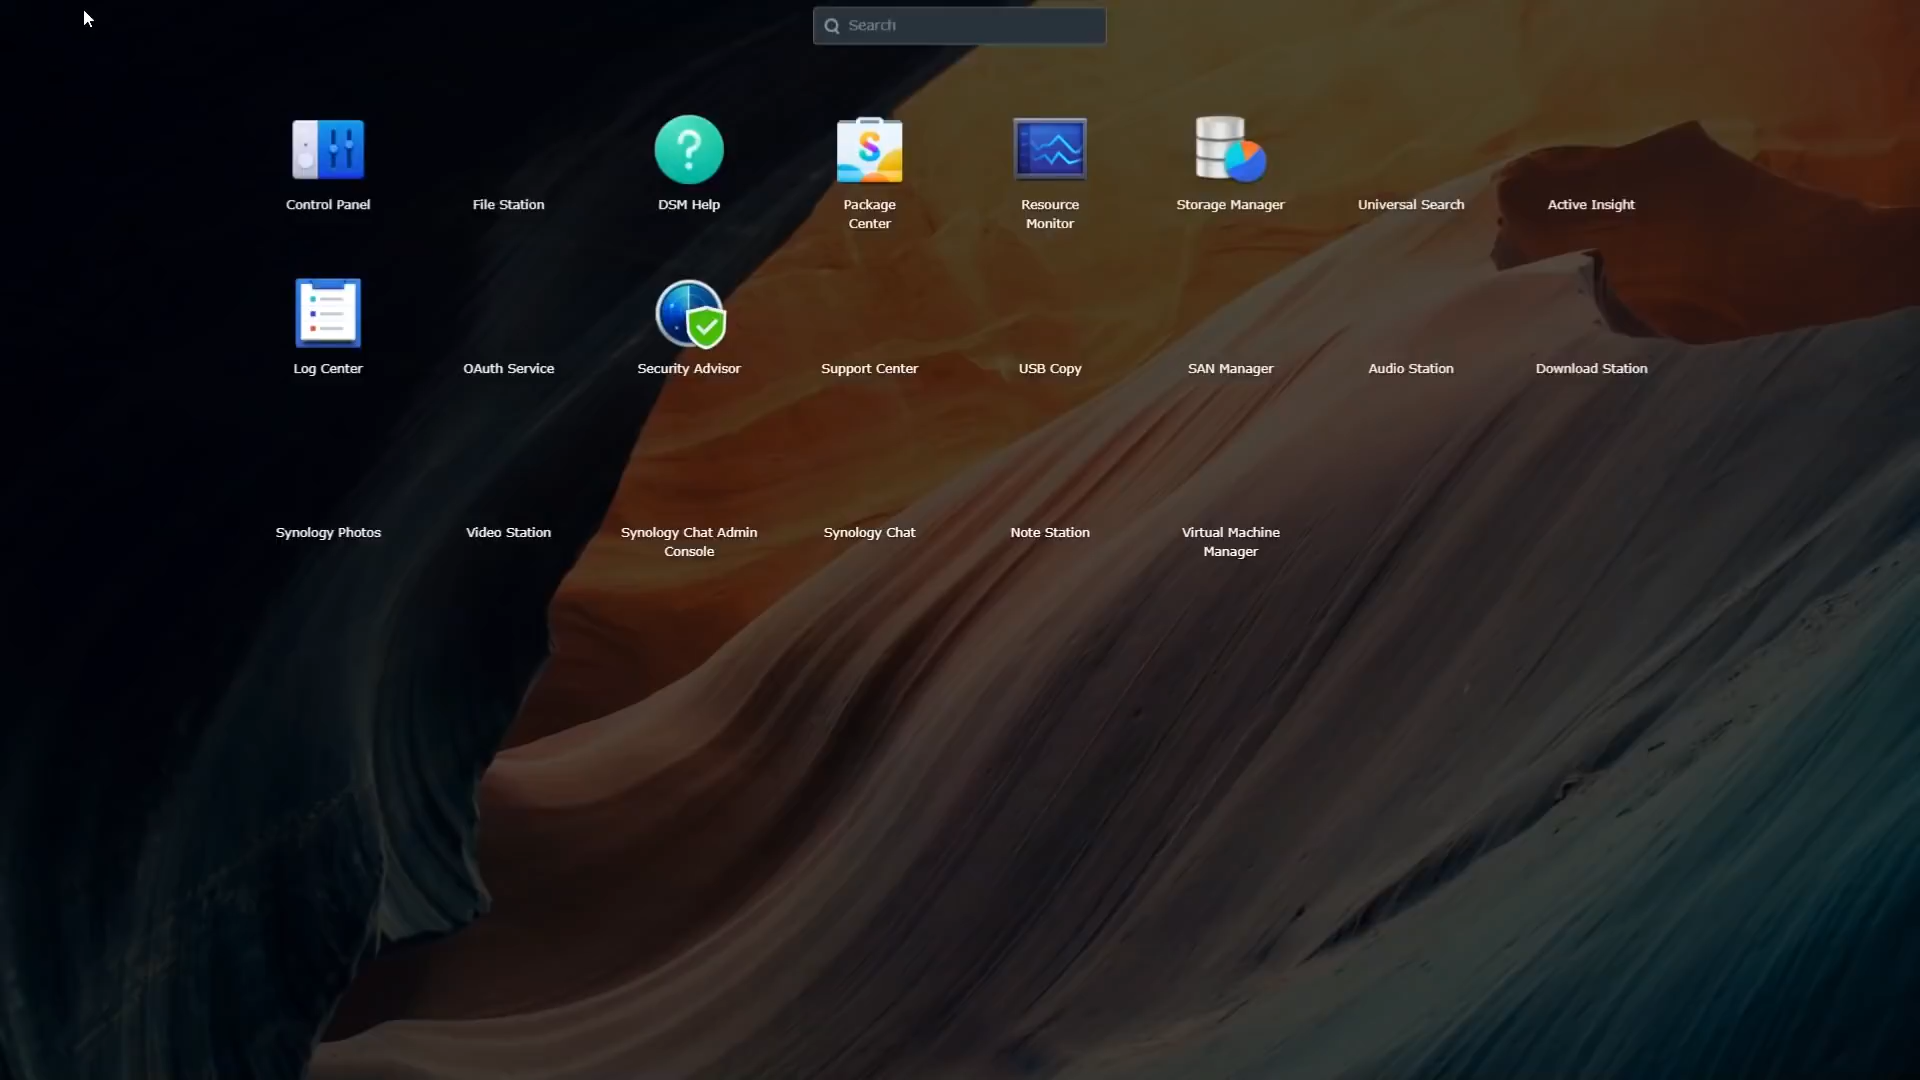 Search
Control Panel
File Station
DSM Help
Package
Center
Resource
Monitor
Storage Manager
Universal Search
Active Insight
Log Center
OAuth Service
Security Advisor
Support Center
USB Copy
SAN Manager
Audio Station
Download Station
Synology Photos
Video Station
Synology Chat Admin
Console
Synology Chat
Note Station
Virtual Machine
Manager